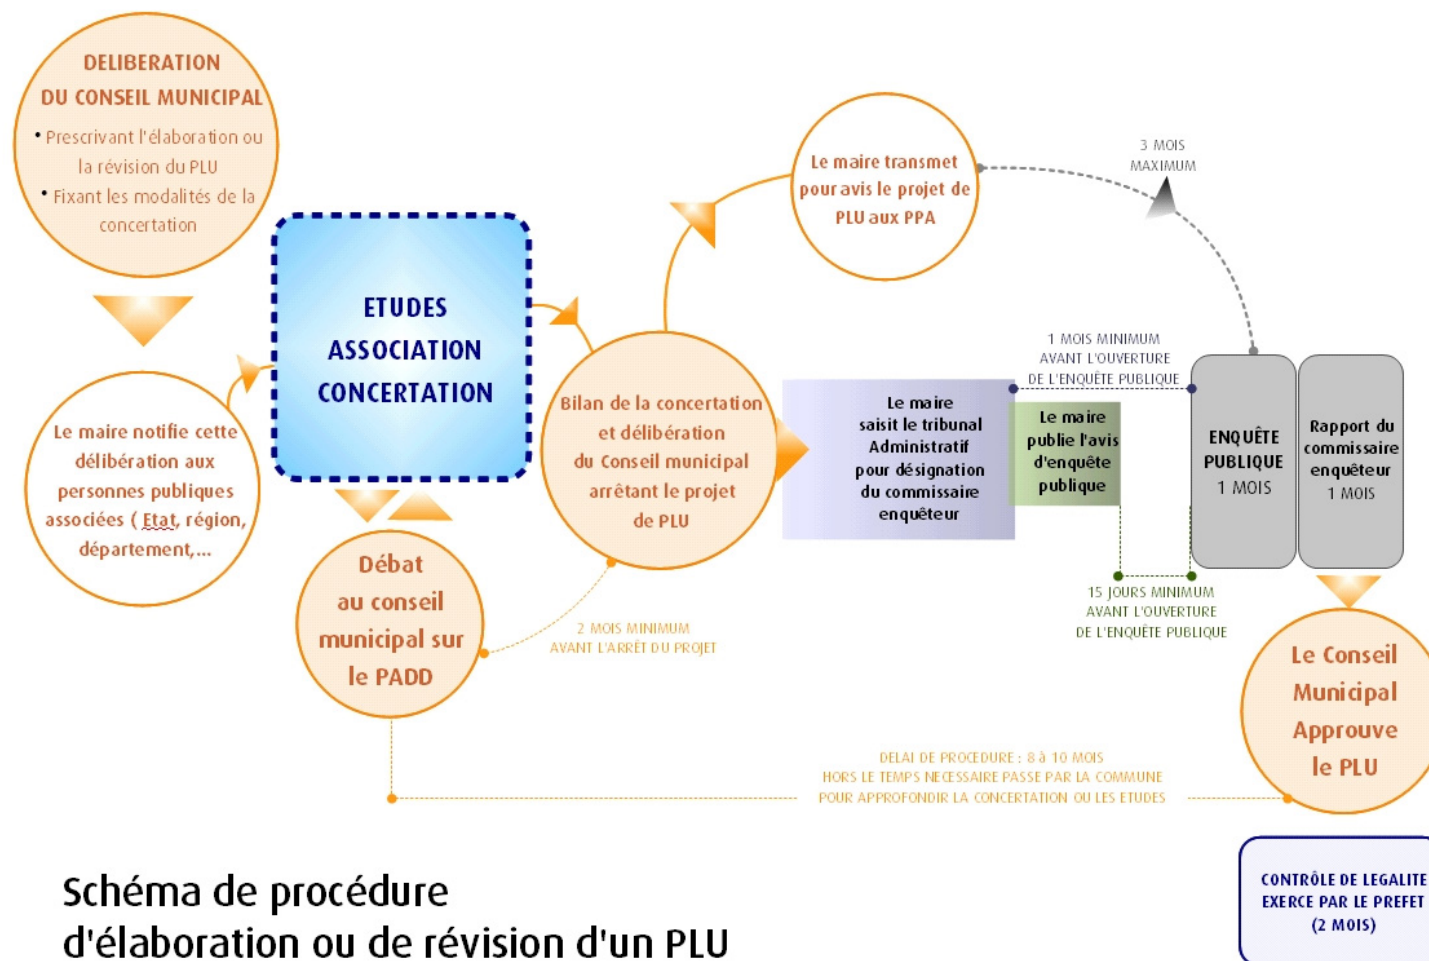 DELIBERATION
DU CONSEIL MUNICIPAL
• Prescrivant l'élaboration ou
la révision du PLU
• Fixant les modalités de la
concertation
Le maire notifie cette
délibération aux
personnes publiques
associées ( Etat, région,
département,...
ETUDES
ASSOCIATION
CONCERTATION
Débat
au conseil
municipal sur
le PADD
2 MOIS MINIMUM
AVANT L'ARRÊT DU PROJET
Bilan de la concertation
et délibération
du Conseil municipal
arrêtant le projet
de PLU
Le maire transmet
pour avis le projet de
PLU aux PPA
3 MOIS
MAXIMUM
Le maire
saisit le tribunal
Administratif
pour désignation
du commissaire
enquêteur
1 MOIS MINIMUM
AVANT L'OUVERTURE
DE L'ENQUÊTE PUBLIQUE
Le maire
publie l'avis
d'enquête
publique
15 JOURS MINIMUM
AVANT L'OUVERTURE
DE L'ENQUÊTE PUBLIQUE
ENQUÊTE
PUBLIQUE
1 MOIS
Rapport du
commissaire
enquêteur
1 MOIS
Le Conseil
Municipal
Approuve
le PLU
DELAI DE PROCEDURE : 8 à 10 MOIS
HORS LE TEMPS NECESSAIRE PASSE PAR LA COMMUNE
POUR APPROFONDIR LA CONCERTATION OU LES ETUDES
CONTRÔLE DE LEGALITE
EXERCE PAR LE PREFET
(2 MOIS)
Schéma de procédure
d'élaboration ou de révision d'un PLU